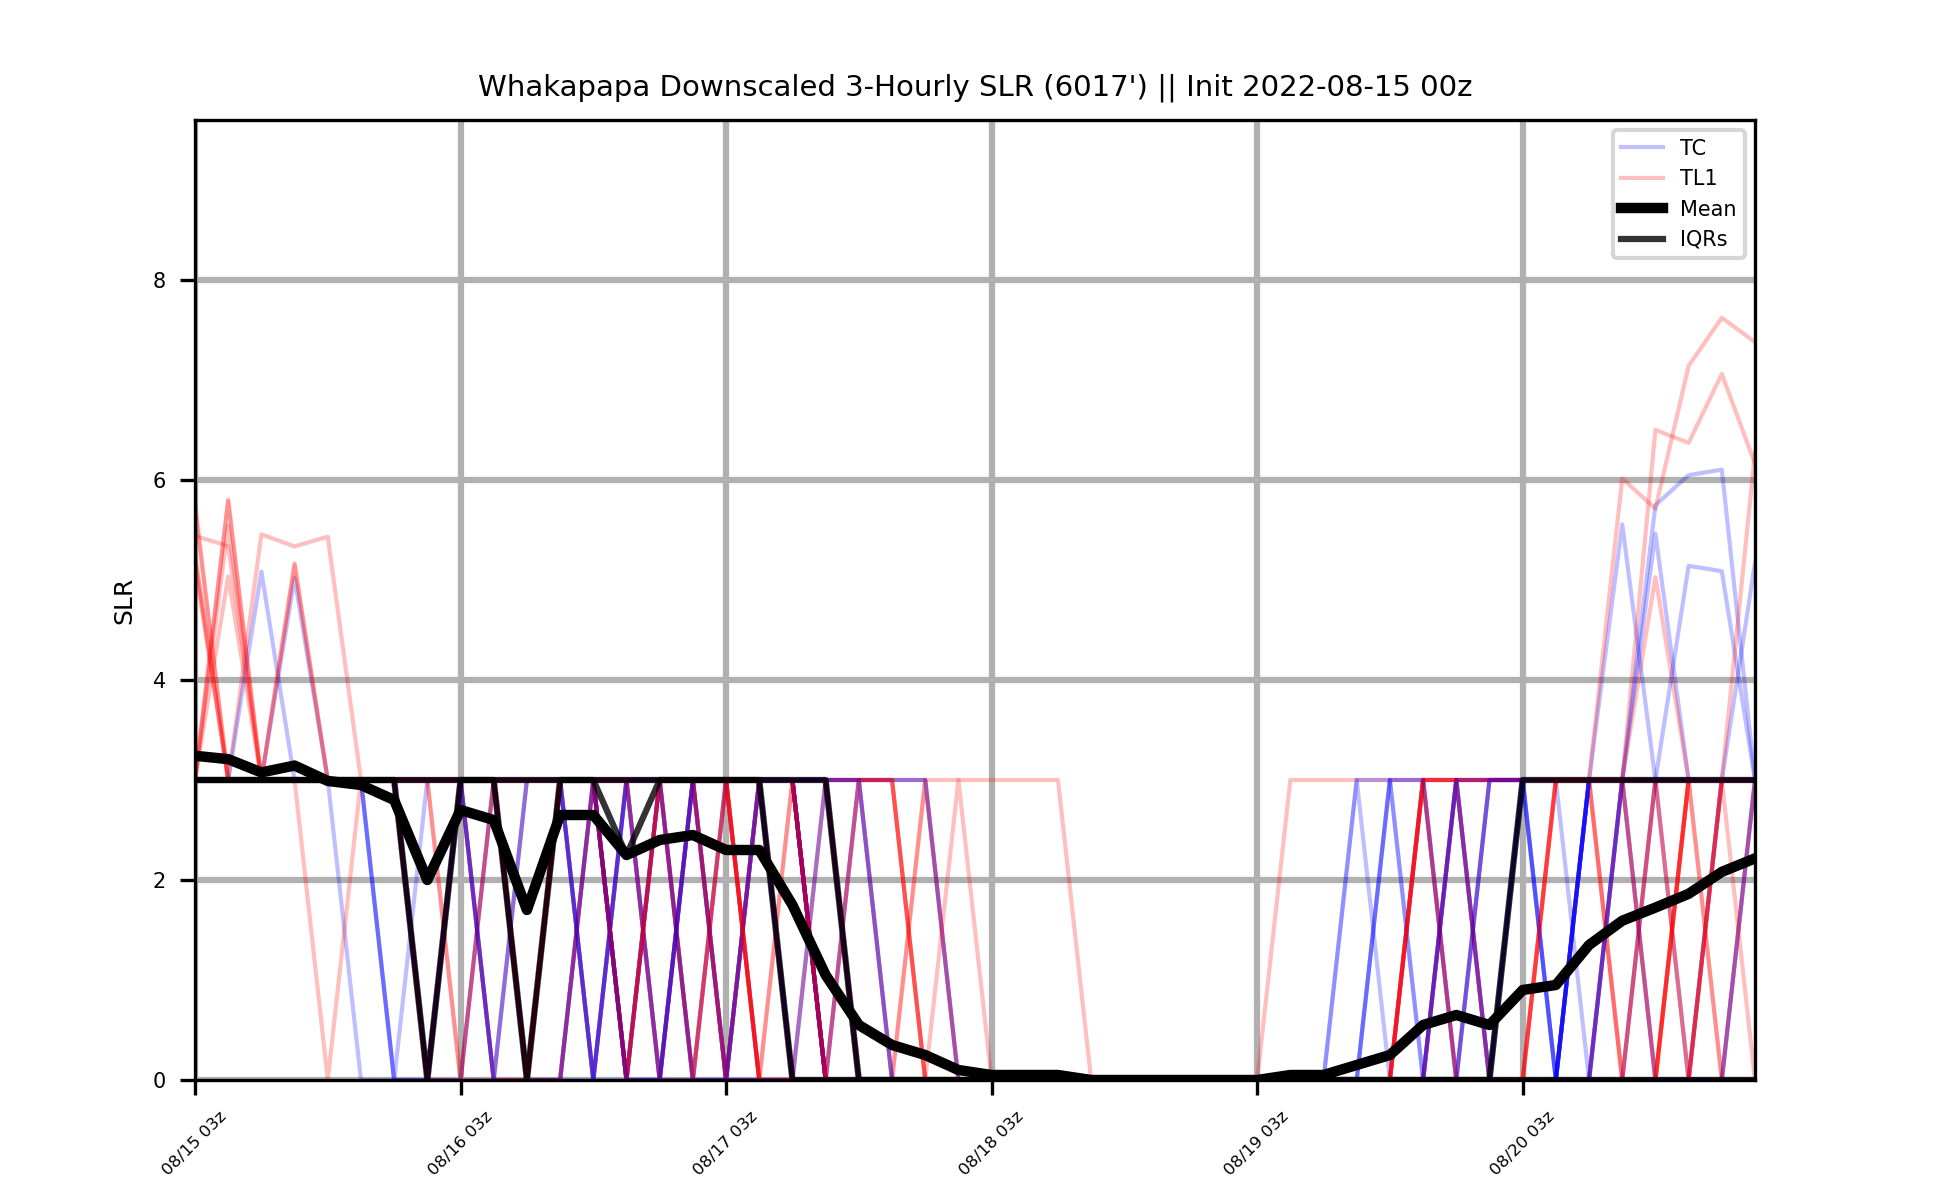 Whakapapa Downscaled 3-Hourly SLR (6017') || Init 2022-08-15 00z
TC
TL1
Mean
IQRs
8
6
4
2
0
SLR
08/15 03z
08/16 03z
08/17 03z
08/18 03z
08/19 03z
08/20 03z